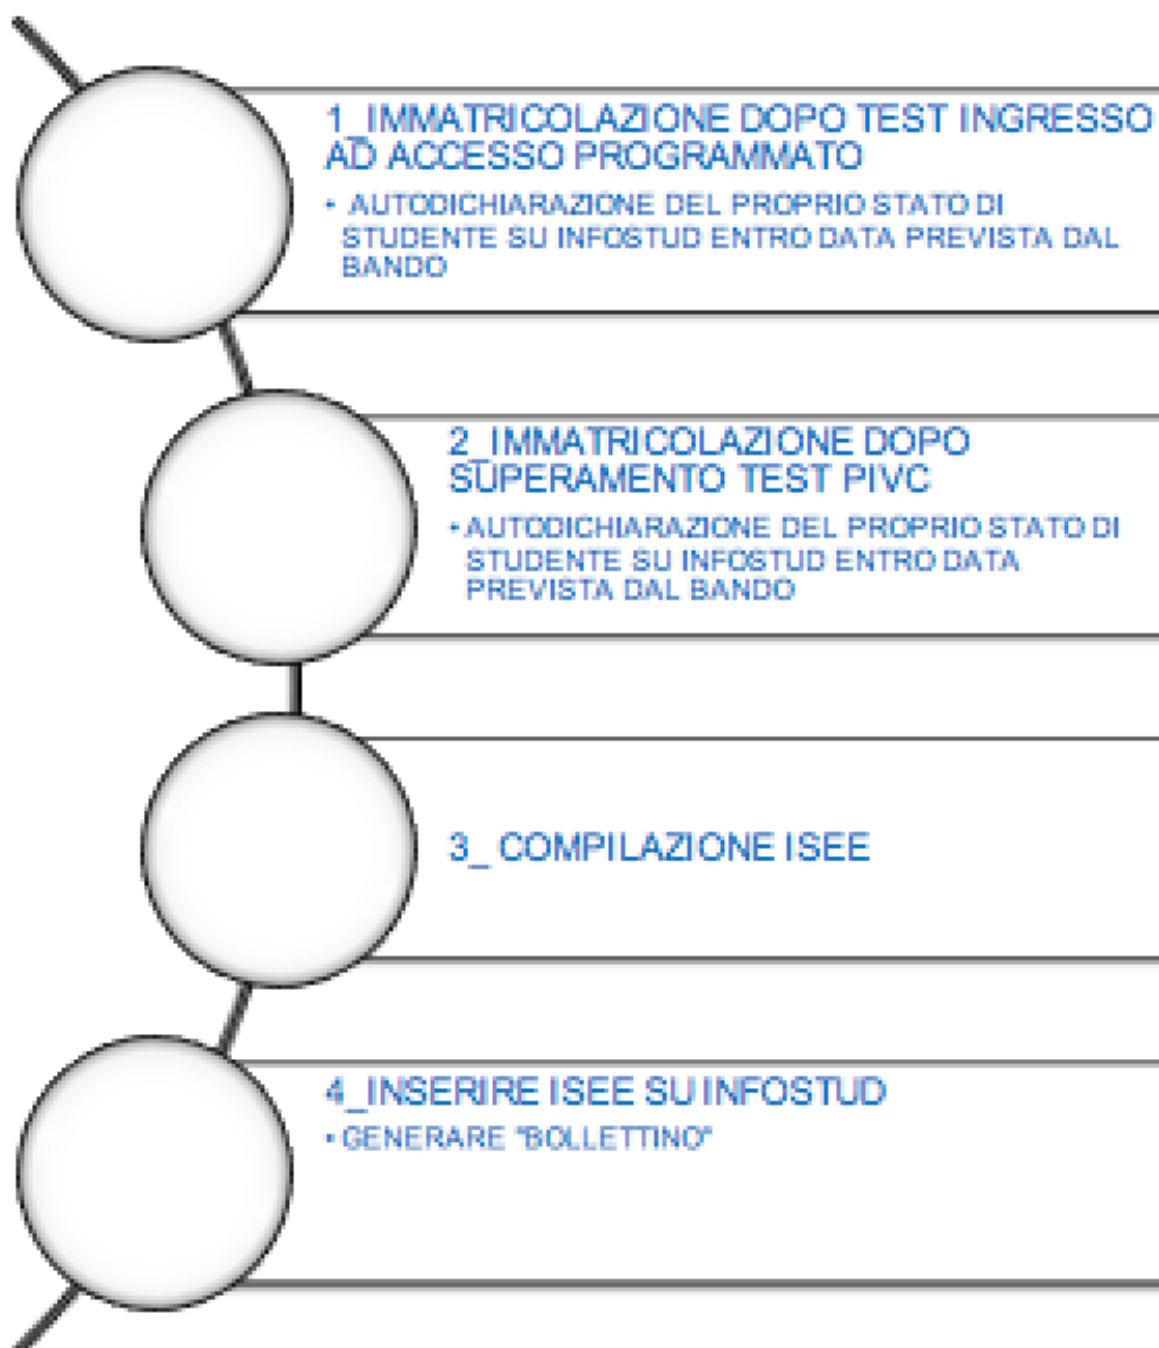 1_IMMATRICOLAZIONE DOPO TEST INGRESSO
AD ACCESSO PROGRAMMATO
• AUTODICHIARAZIONE DEL PROPRIO STATO DI
STUDENTE SU INFOSTUD ENTRO DATA PREVISTA DAL
BANDO
2_IMMATRICOLAZIONE DOPO
SUPERAMENTO TEST PIVC
• AUTODICHIARAZIONE DEL PROPRIO STATO DI
STUDENTE SU INFOSTUD ENTRO DATA
PREVISTA DAL BANDO
3_ COMPILAZIONE ISEE
4_INSERIRE ISEE SU INFOSTUD
• GENERARE "BOLLETTINO"